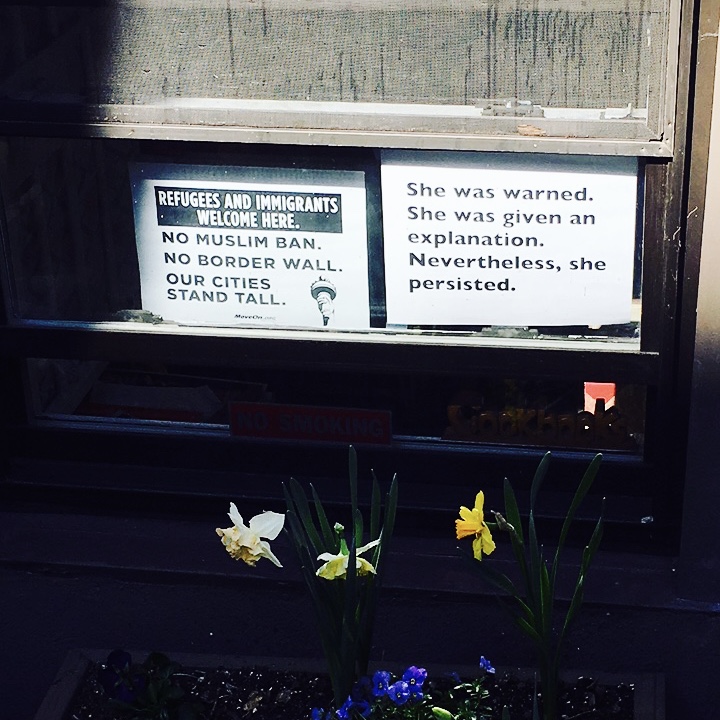 REFUGEES AND IMMIGRANTS
WELCOME HERE.
NO MUSLIM BAN.
NO BORDER WALL.
OUR CITIES
STAND TALL.
MoveOn.org
She was warned.
She was given an
explanation.
Nevertheless, she
persisted.
NO SMOKING